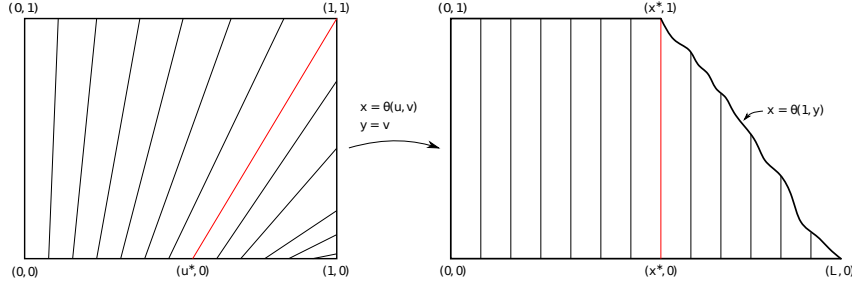 (0, 1)
(1, 1)
(0, 0)
(u*, 0)
(1, 0)
x = θ(u, v)
y = v
(0, 1)
(x*, 1)
x = θ(1, y)
(0, 0)
(x*, 0)
(L, 0)